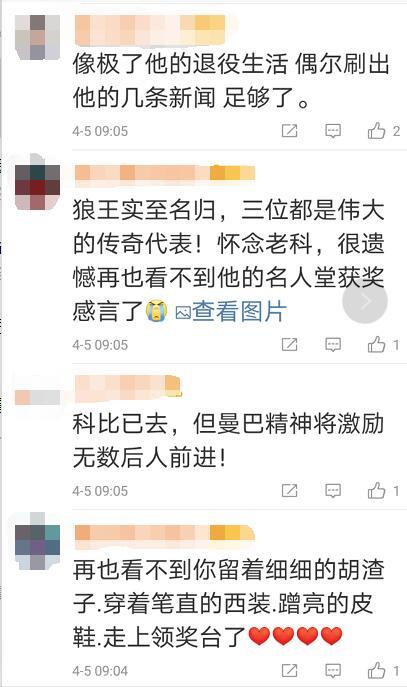 像极了他的退役生活 偶尔刷出
他的几条新闻 足够了。
4-5 09:05
2
狼王实至名归，三位都是伟大
的传奇代表！怀念老科，很遗
憾再也看不到他的名人堂获奖
感言了😭 查看图片
4-5 09:05
1
科比已去，但曼巴精神将激励
无数后人前进！
4-5 09:05
1
再也看不到你留着细细的胡渣
子.穿着笔直的西装.蹭亮的皮
鞋.走上领奖台了❤❤❤❤
4-5 09:04
1